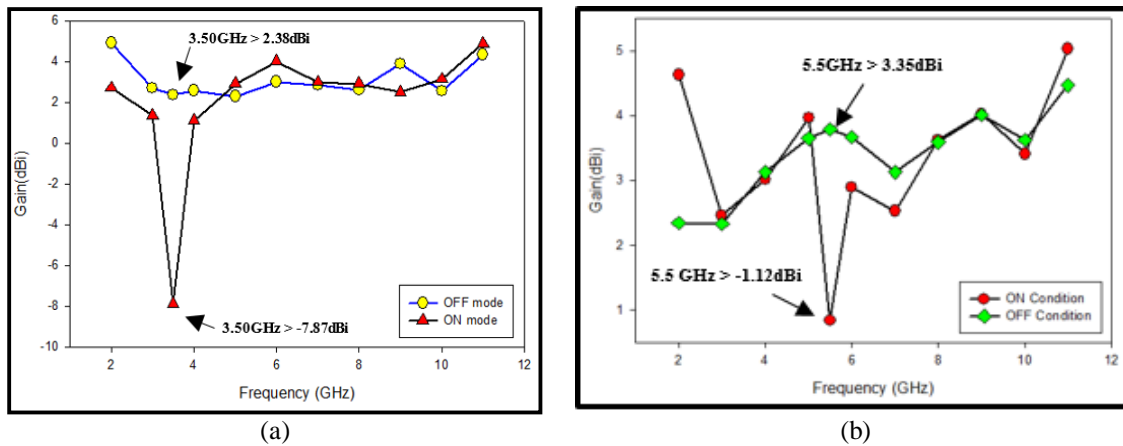 6
4
2
0
-2
-4
-6
-8
-10
Gain(dBi)
3.50GHz > 2.38dBi
3.50GHz > -7.87dBi
OFF mode
ON mode
2 4 6 8 10 12
Frequency (GHz)
(a)
5
4
3
2
1
Gain(dBi)
5.5GHz > 3.35dBi
5.5 GHz > -1.12dBi
ON Condition
OFF Condition
2 4 6 8 10 12
Frequency (GHz)
(b)